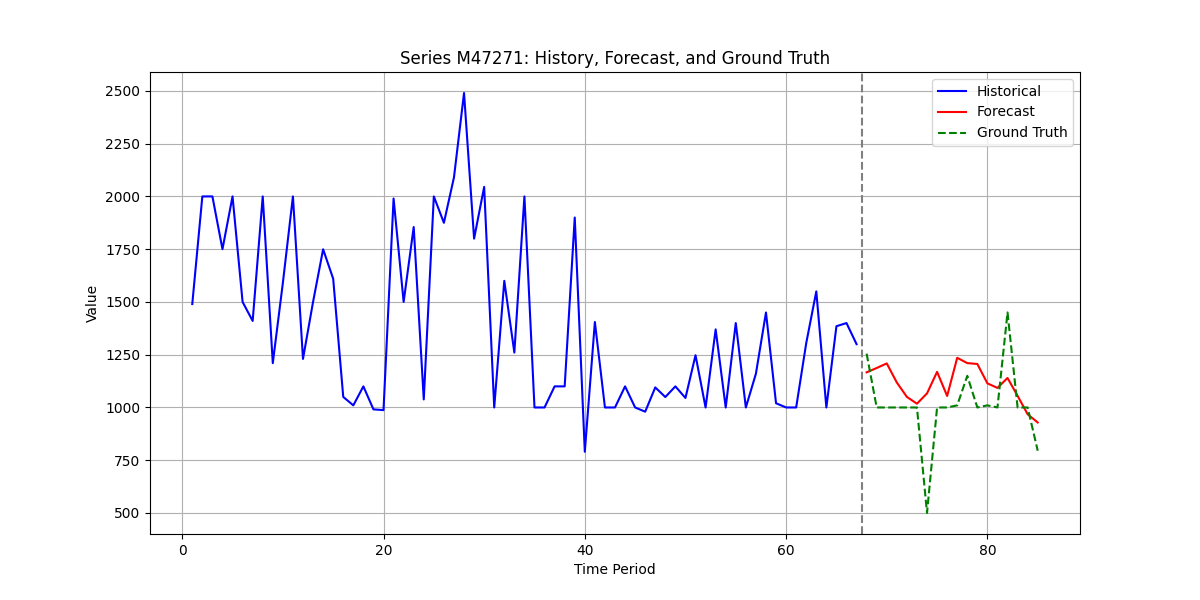 Series M47271: History, Forecast, and Ground Truth
Historical
Forecast
Ground Truth
Value
2500
2250
2000
1750
1500
1250
1000
750
500
0 20 40 60 80
Time Period